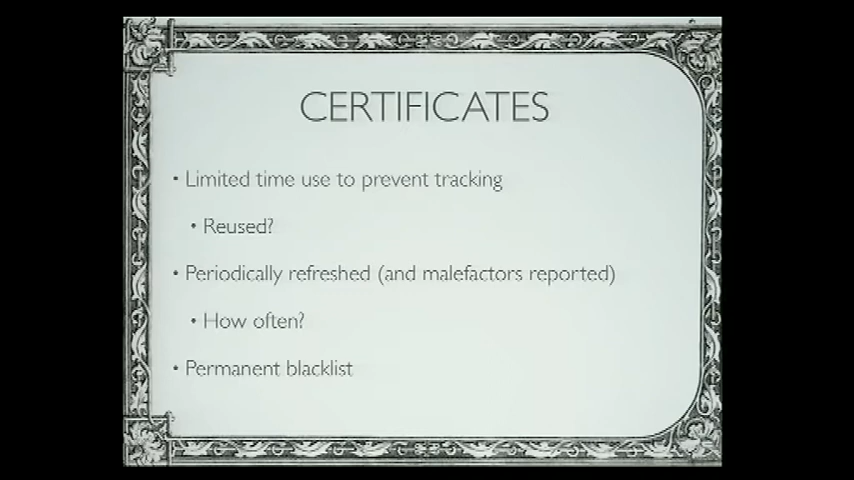 CERTIFICATES
• Limited time use to prevent tracking
• Reused?
• Periodically refreshed (and malefactors reported)
• How often?
• Permanent blacklist